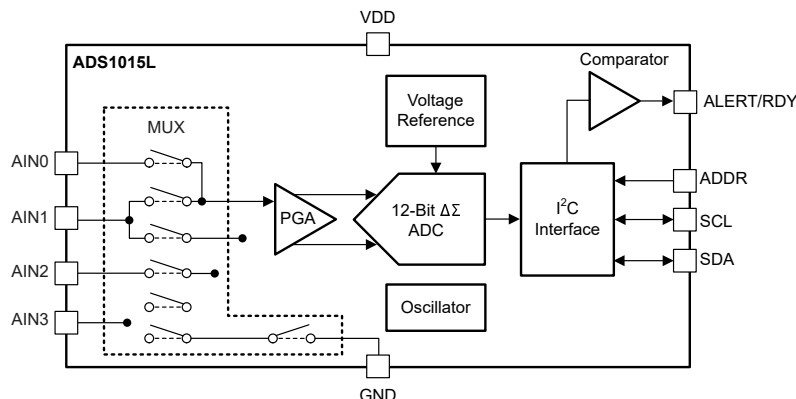 VDD
ADS1015L
Comparator
Voltage
Reference
ALERT/RDY
MUX
AIN0
ADDR
AIN1
PGA
12-Bit ΔΣ
ADC
I²C
Interface
SCL
AIN2
SDA
Oscillator
AIN3
GND